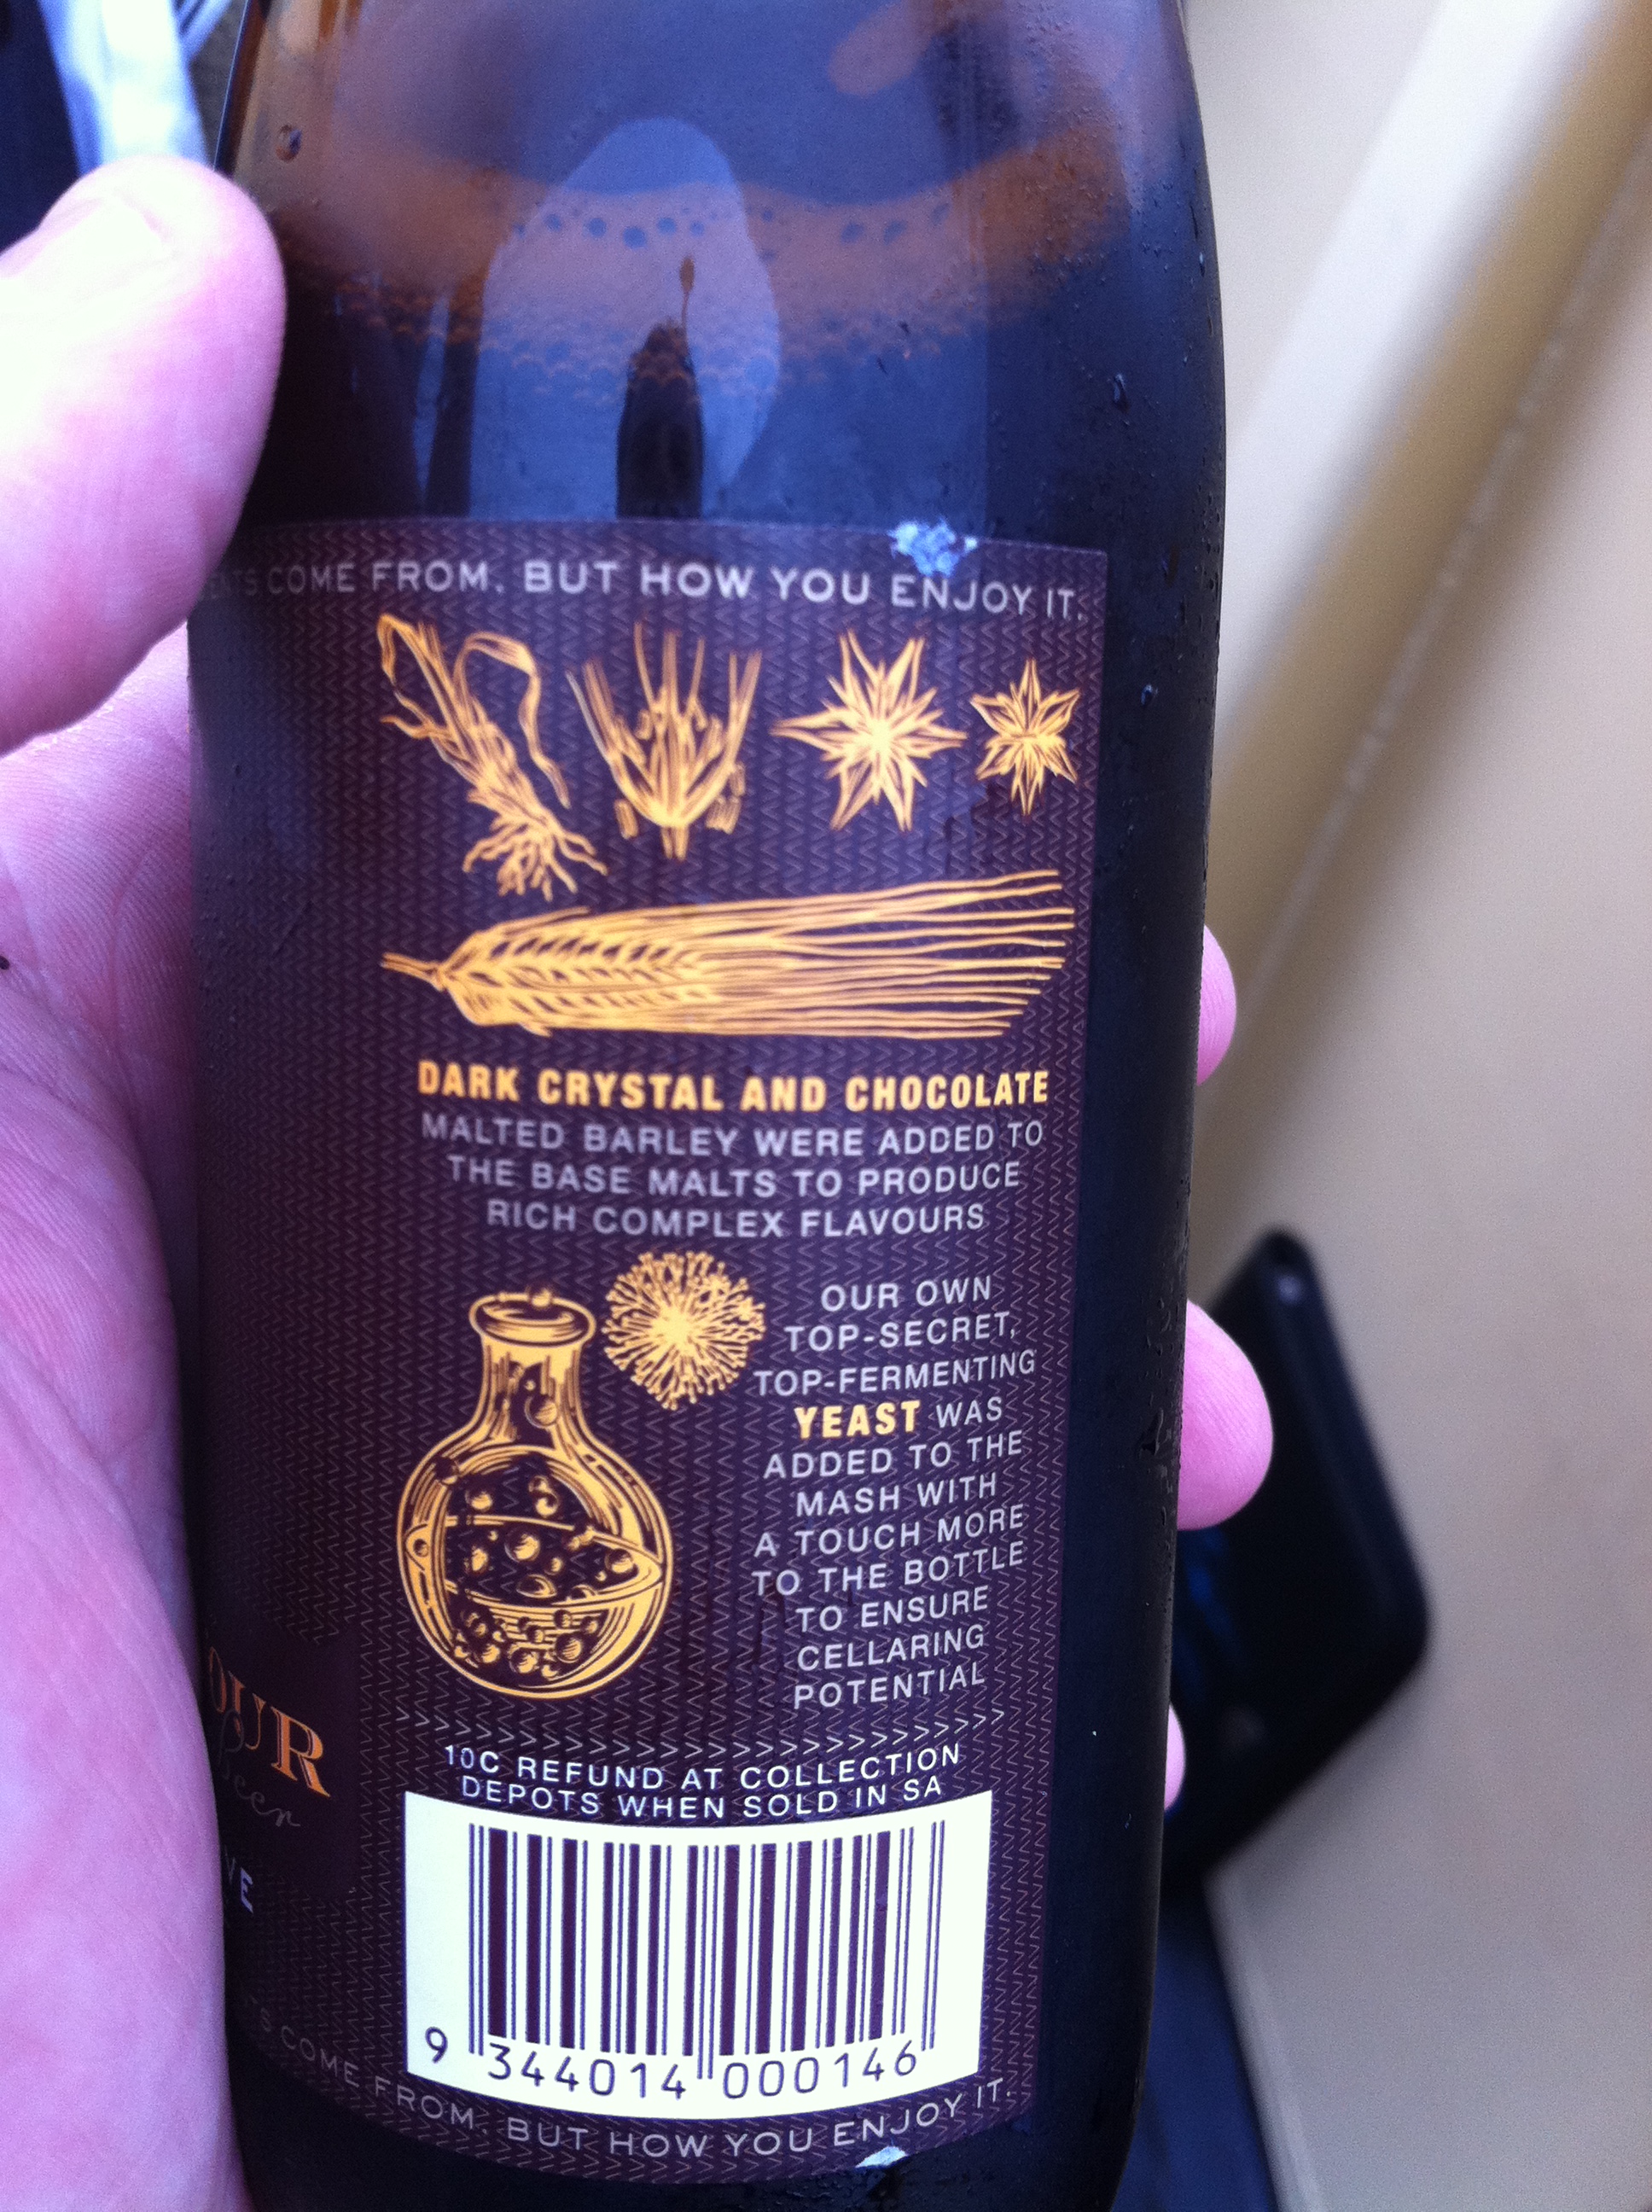 COME FROM. BUT HOW YOU ENJOY IT.
DARK CRYSTAL AND CHOCOLATE
MALTED BARLEY WERE ADDED TO
THE BASE MALTS TO PRODUCE
RICH COMPLEX FLAVOURS
OUR OWN
TOP-SECRET,
TOP-FERMENTING
YEAST WAS
ADDED TO THE
MASH WITH
A TOUCH MORE
TO THE BOTTLE
TO ENSURE
CELLARING
POTENTIAL
OUR
Beer
VE
10C REFUND AT COLLECTION
DEPOTS WHEN SOLD IN SA
9 344014 000146
COME FROM. BUT HOW YOU ENJOY IT.